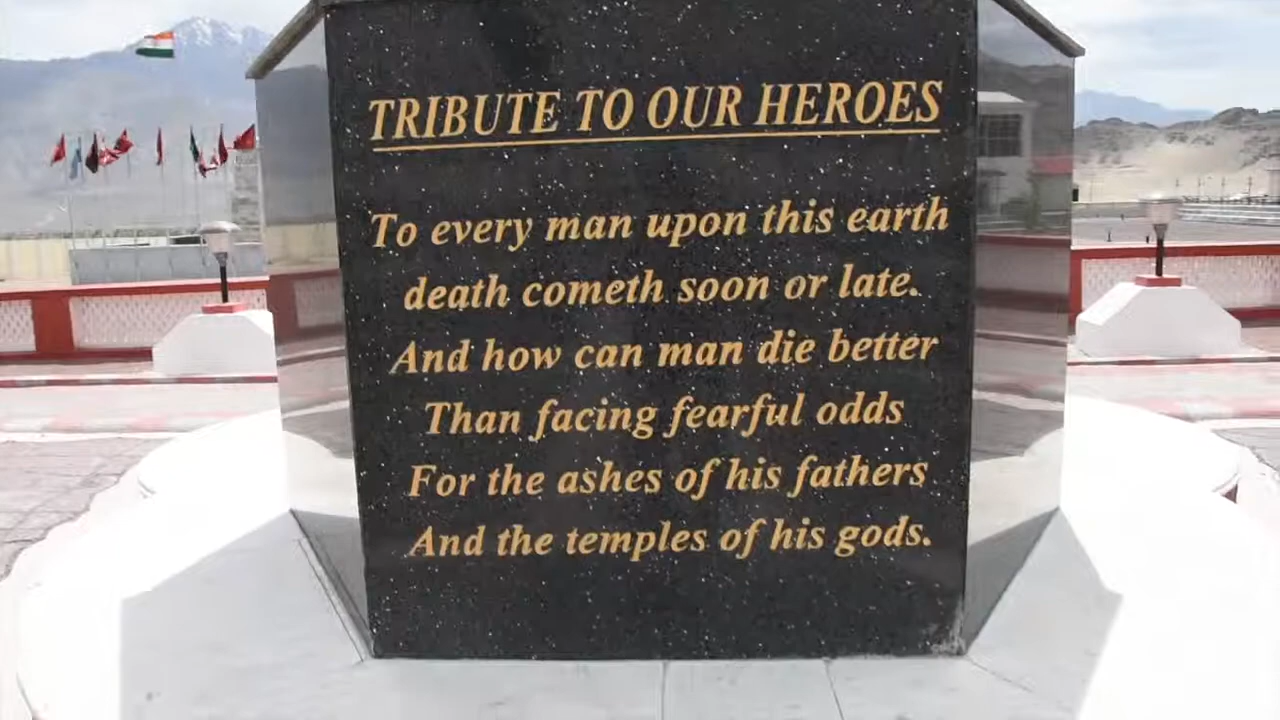 TRIBUTE TO OUR HEROES
To every man upon this earth
death cometh soon or late.
And how can man die better
Than facing fearful odds
For the ashes of his fathers
And the temples of his gods.